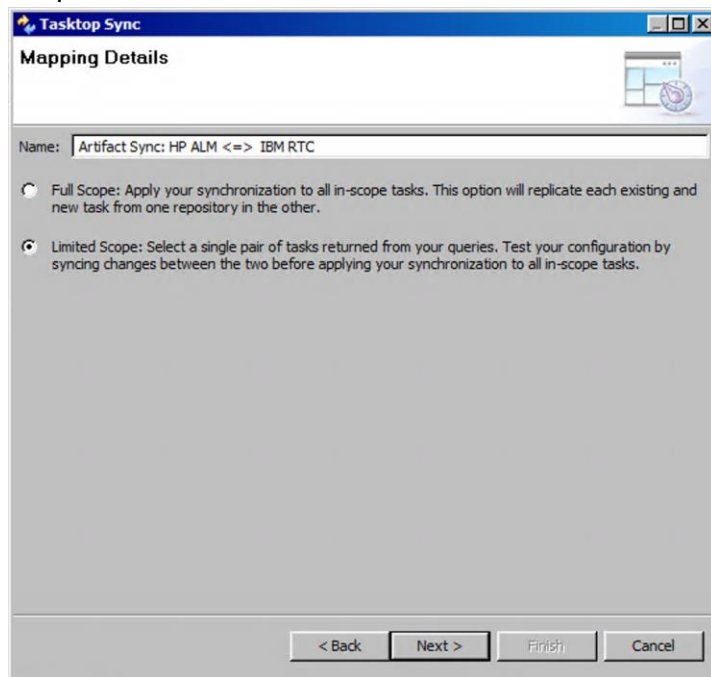 Tasktop Sync
Mapping Details
Name: Artifact Sync: HP ALM <=> IBM RTC
Full Scope: Apply your synchronization to all in-scope tasks. This option will replicate each existing and
new task from one repository in the other.
Limited Scope: Select a single pair of tasks returned from your queries. Test your configuration by
syncing changes between the two before applying your synchronization to all in-scope tasks.
< Back Next > Finish Cancel